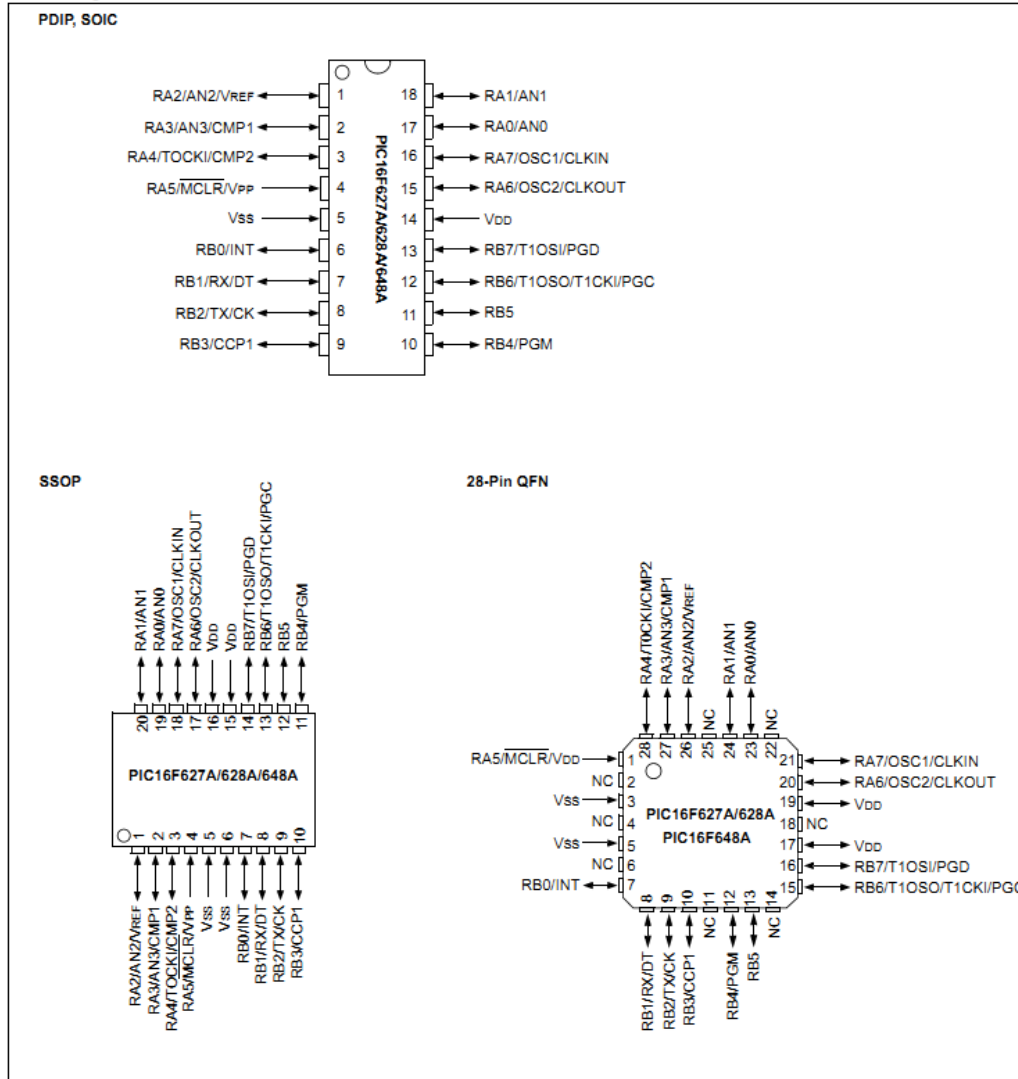 PDIP, SOIC
RA2/AN2/VREF
1
18
RA1/AN1
RA3/AN3/CMP1
2
17
RA0/AN0
RA4/TOCKI/CMP2
3
16
RA7/OSC1/CLKIN
RA5/MCLR/VPP
4
15
RA6/OSC2/CLKOUT
VSS
5
14
VDD
RB0/INT
6
13
RB7/T1OSI/PGD
RB1/RX/DT
7
12
RB6/T1OSO/T1CKI/PGC
RB2/TX/CK
8
11
RB5
RB3/CCP1
9
10
RB4/PGM
PIC16F627A/628A/648A
SSOP
RA1/AN1
RA0/AN0
RA7/OSC1/CLKIN
RA6/OSC2/CLKOUT
VDD
VDD
RB7/T1OSI/PGD
RB6/T1OSO/T1CKI/PGC
RB5
RB4/PGM
20
19
18
17
16
15
14
13
12
11
PIC16F627A/628A/648A
1
2
3
4
5
6
7
8
9
10
RA2/AN2/VREF
RA3/AN3/CMP1
RA4/TOCKI/CMP2
RA5/MCLR/VPP
VSS
VSS
RB0/INT
RB1/RX/DT
RB2/TX/CK
RB3/CCP1
28-Pin QFN
RA4/T0CKI/CMP2
RA3/AN3/CMP1
RA2/AN2/VREF
NC
RA1/AN1
RA0/AN0
NC
28
27
26
25
24
23
22
RA5/MCLR/VDD
1
NC
2
VSS
3
NC
4
VSS
5
NC
6
RB0/INT
7
PIC16F627A/628A
PIC16F648A
21
RA7/OSC1/CLKIN
20
RA6/OSC2/CLKOUT
19
VDD
18
NC
17
VDD
16
RB7/T1OSI/PGD
15
RB6/T1OSO/T1CKI/PGC
8
9
10
11
12
13
14
RB1/RX/DT
RB2/TX/CK
RB3/CCP1
NC
RB4/PGM
RB5
NC